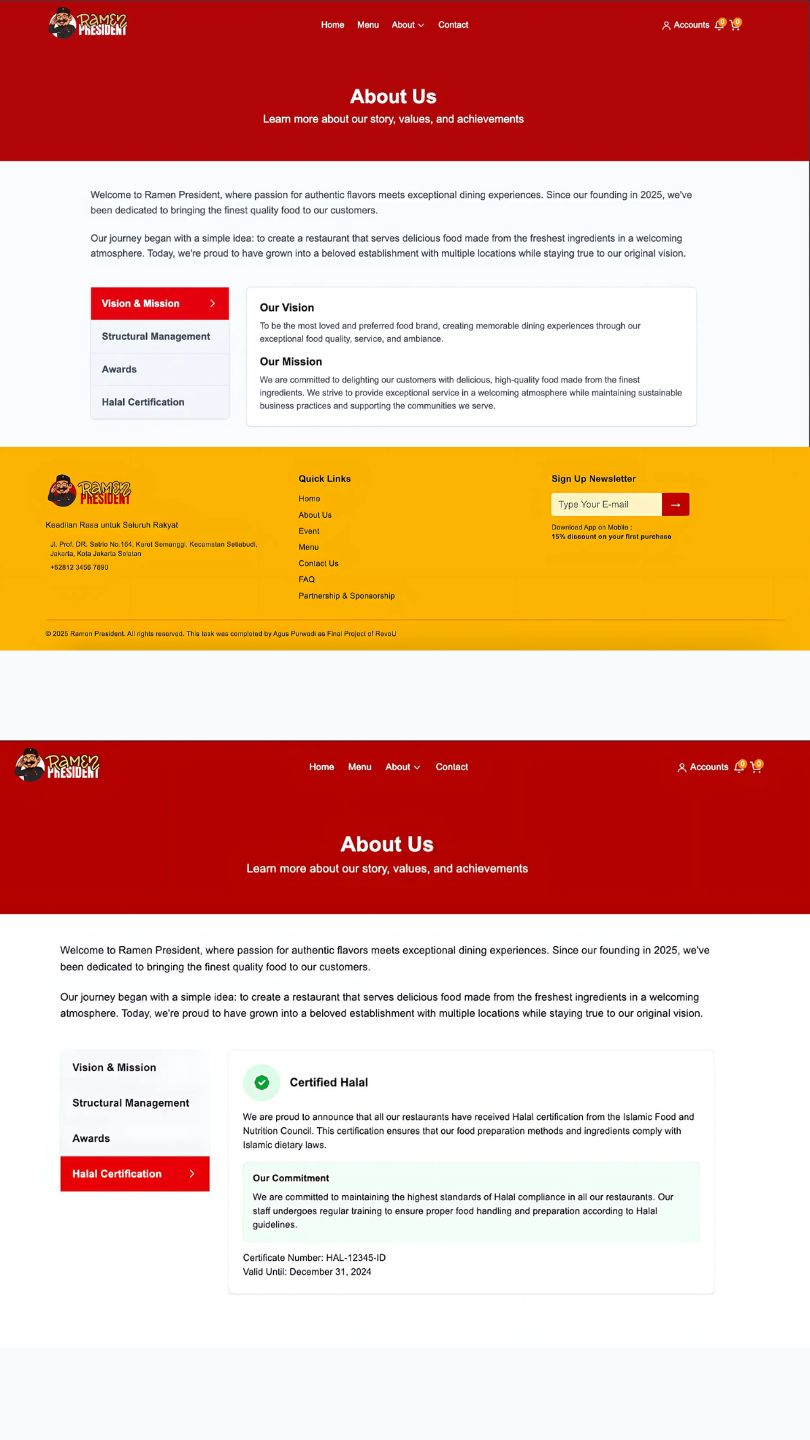 RAMEN
PRESIDENT
Home Menu About Contact
Accounts 0 0
About Us
Learn more about our story, values, and achievements
Welcome to Ramen President, where passion for authentic flavors meets exceptional dining experiences. Since our founding in 2025, we've
been dedicated to bringing the finest quality food to our customers.
Our journey began with a simple idea: to create a restaurant that serves delicious food made from the freshest ingredients in a welcoming
atmosphere. Today, we're proud to have grown into a beloved establishment with multiple locations while staying true to our original vision.
Vision & Mission
Structural Management
Awards
Halal Certification
Our Vision
To be the most loved and preferred food brand, creating memorable dining experiences through our
exceptional food quality, service, and ambiance.
Our Mission
We are committed to delighting our customers with delicious, high-quality food made from the finest
ingredients. We strive to provide exceptional service in a welcoming atmosphere while maintaining sustainable
business practices and supporting the communities we serve.
RAMEN
PRESIDENT
Keadilan Rasa untuk Seluruh Rakyat
Jl. Prof. DR. Satrio No.164, Karet Semanggi, Kecamatan Setiabudi,
Jakarta, Kota Jakarta Selatan
+62812 3456 7890
Quick Links
Home
About Us
Event
Menu
Contact Us
FAQ
Partnership & Sponsorship
Sign Up Newsletter
Type Your E-mail →
Download App on Mobile :
15% discount on your first purchase
© 2025 Ramen President. All rights reserved. This task was completed by Agus Purwadi as Final Project of RevoU
RAMEN
PRESIDENT
Home Menu About Contact
Accounts 0 0
About Us
Learn more about our story, values, and achievements
Welcome to Ramen President, where passion for authentic flavors meets exceptional dining experiences. Since our founding in 2025, we've
been dedicated to bringing the finest quality food to our customers.
Our journey began with a simple idea: to create a restaurant that serves delicious food made from the freshest ingredients in a welcoming
atmosphere. Today, we're proud to have grown into a beloved establishment with multiple locations while staying true to our original vision.
Vision & Mission
Structural Management
Awards
Halal Certification
Certified Halal
We are proud to announce that all our restaurants have received Halal certification from the Islamic Food and
Nutrition Council. This certification ensures that our food preparation methods and ingredients comply with
Islamic dietary laws.
Our Commitment
We are committed to maintaining the highest standards of Halal compliance in all our restaurants. Our
staff undergoes regular training to ensure proper food handling and preparation according to Halal
guidelines.
Certificate Number: HAL-12345-ID
Valid Until: December 31, 2024